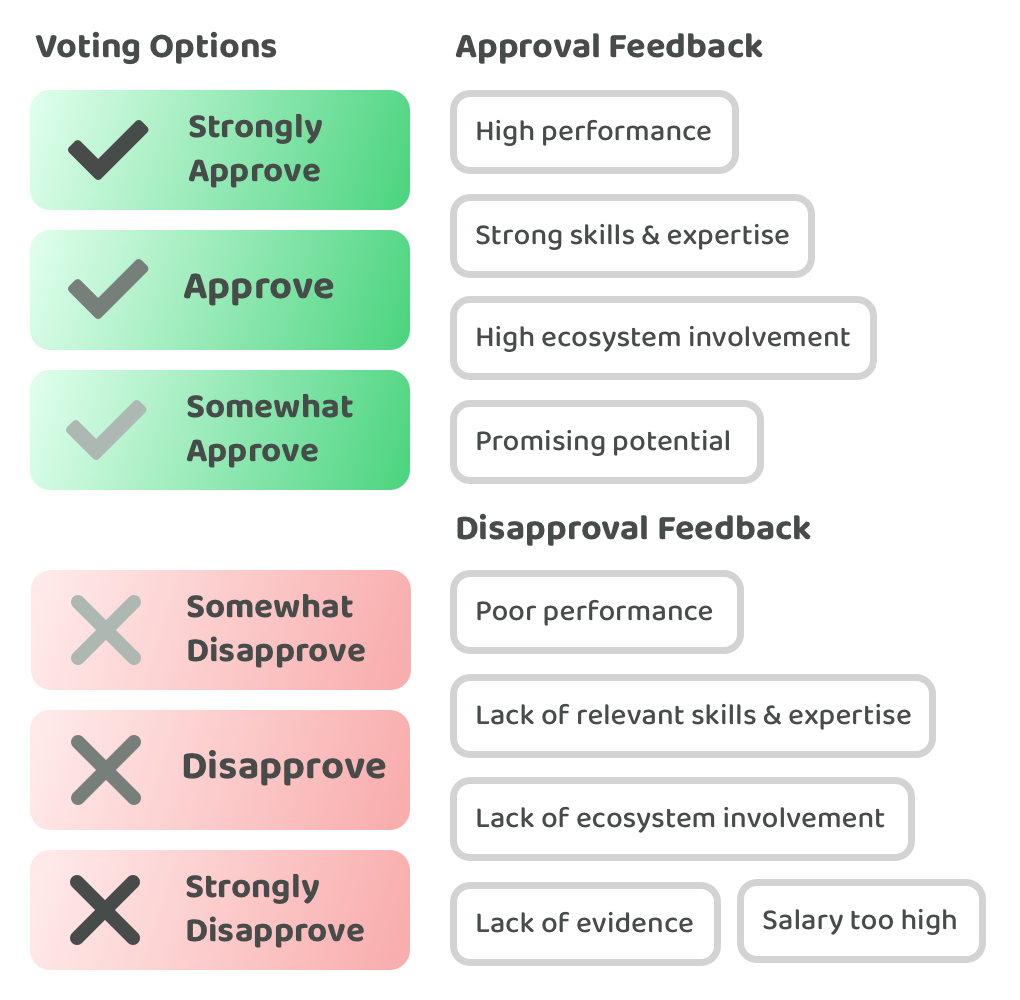 Voting Options
Strongly
Approve
Approve
Somewhat
Approve
Somewhat
Disapprove
Disapprove
Strongly
Disapprove
Approval Feedback
High performance
Strong skills & expertise
High ecosystem involvement
Promising potential
Disapproval Feedback
Poor performance
Lack of relevant skills & expertise
Lack of ecosystem involvement
Lack of evidence
Salary too high